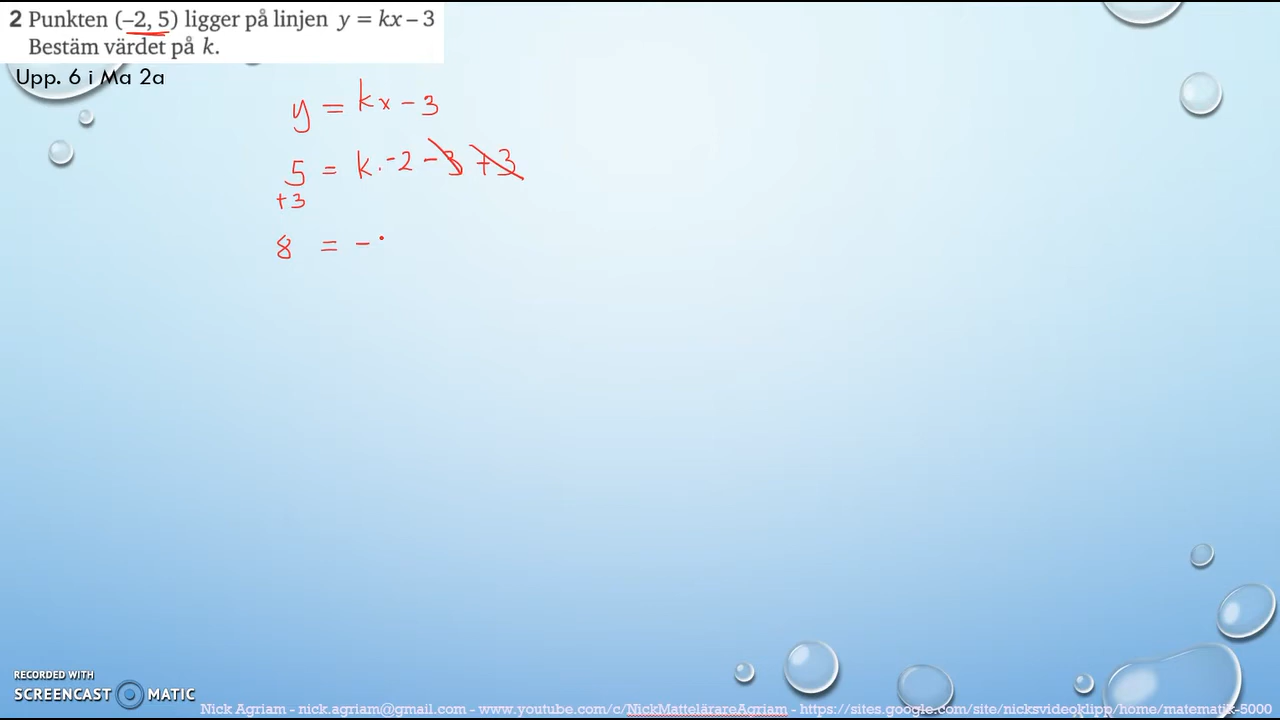 2 Punkten (–2, 5) ligger på linjen y = kx – 3
Bestäm värdet på k.
Upp. 6 i Ma 2a
y = kx – 3
5 = k·-2 – 3 + 3
+3
8 = -
RECORDED WITH
SCREENCAST MATIC
Nick Agriam - nick.agriam@gmail.com - www.youtube.com/c/NickMattelärareAgriam - https://sites.google.com/site/nicksvideoklipp/home/matematik-5000